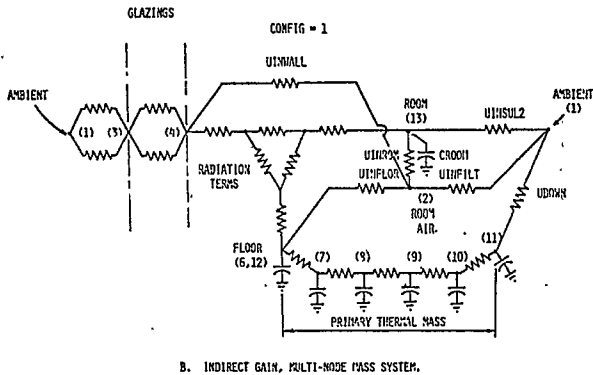 GLAZINGS
CONFIG = 1
UINWALL
AMBIENT
(1)
(3)
(4)
ROOM
(13)
UINSUL2
AMBIENT
(1)
RADIATION
TERMS
UINROM
CROOM
UINFLOR
UINFILT
(2)
ROOM
AIR
UDOWN
FLOOR
(6,12)
(7)
(8)
(9)
(10)
(11)
PRIMARY THERMAL MASS
B. INDIRECT GAIN, MULTI-NODE MASS SYSTEM.